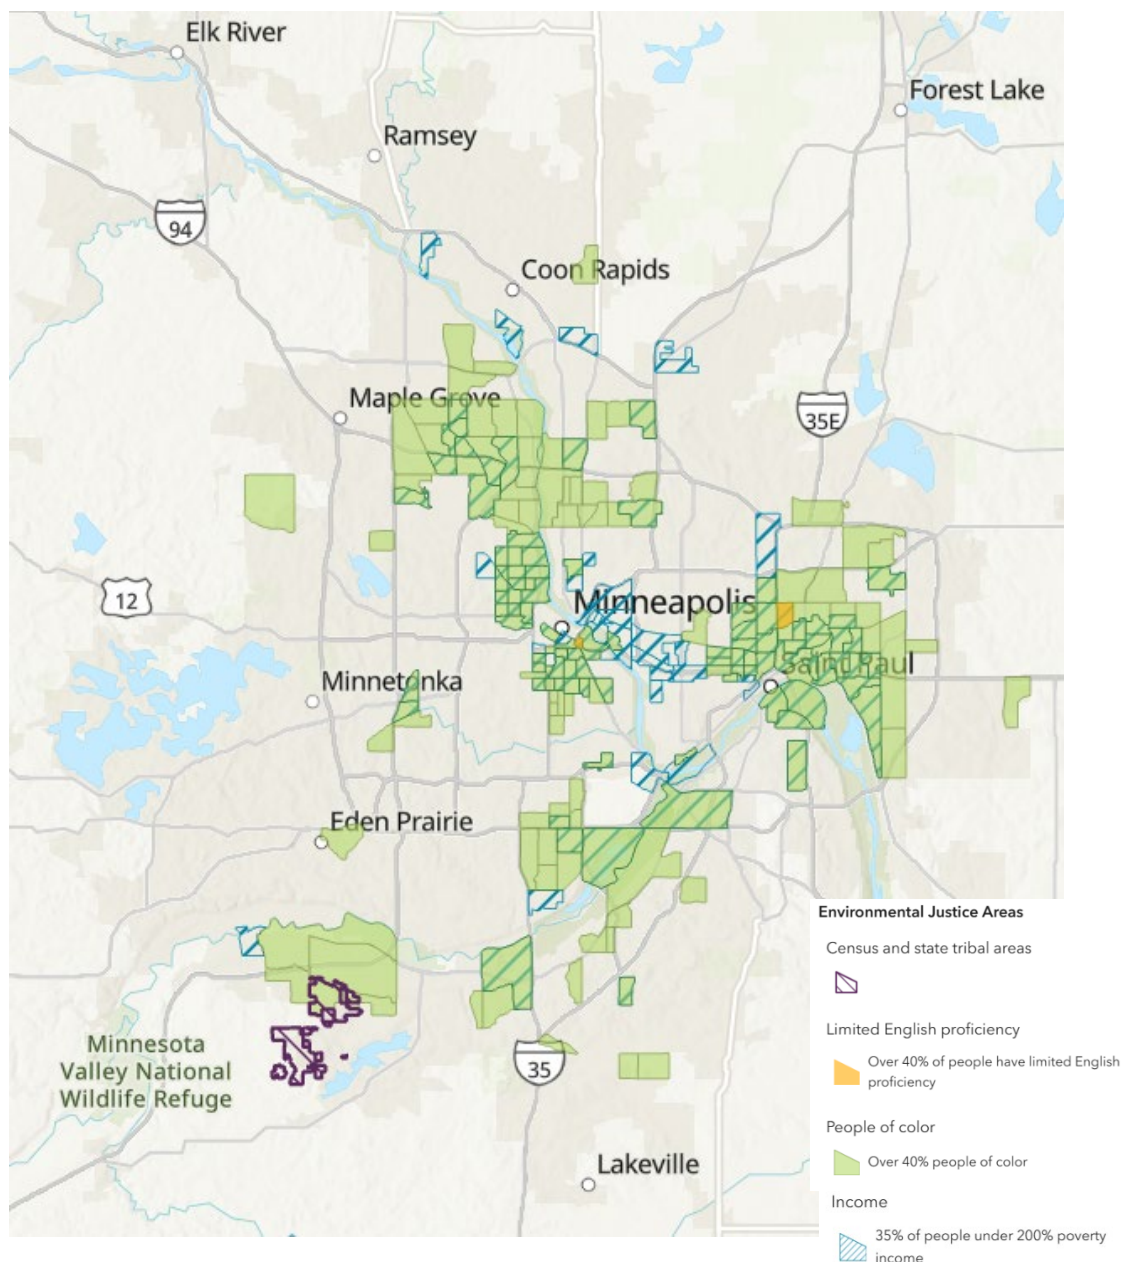 Elk River
Forest Lake
Ramsey
94
Coon Rapids
Maple Grove
35E
12
Minneapolis
Saint Paul
Minnetonka
Eden Prairie
Minnesota
Valley National
Wildlife Refuge
35
Lakeville
Environmental Justice Areas
Census and state tribal areas
Limited English proficiency
Over 40% of people have limited English
proficiency
People of color
Over 40% people of color
Income
35% of people under 200% poverty
income